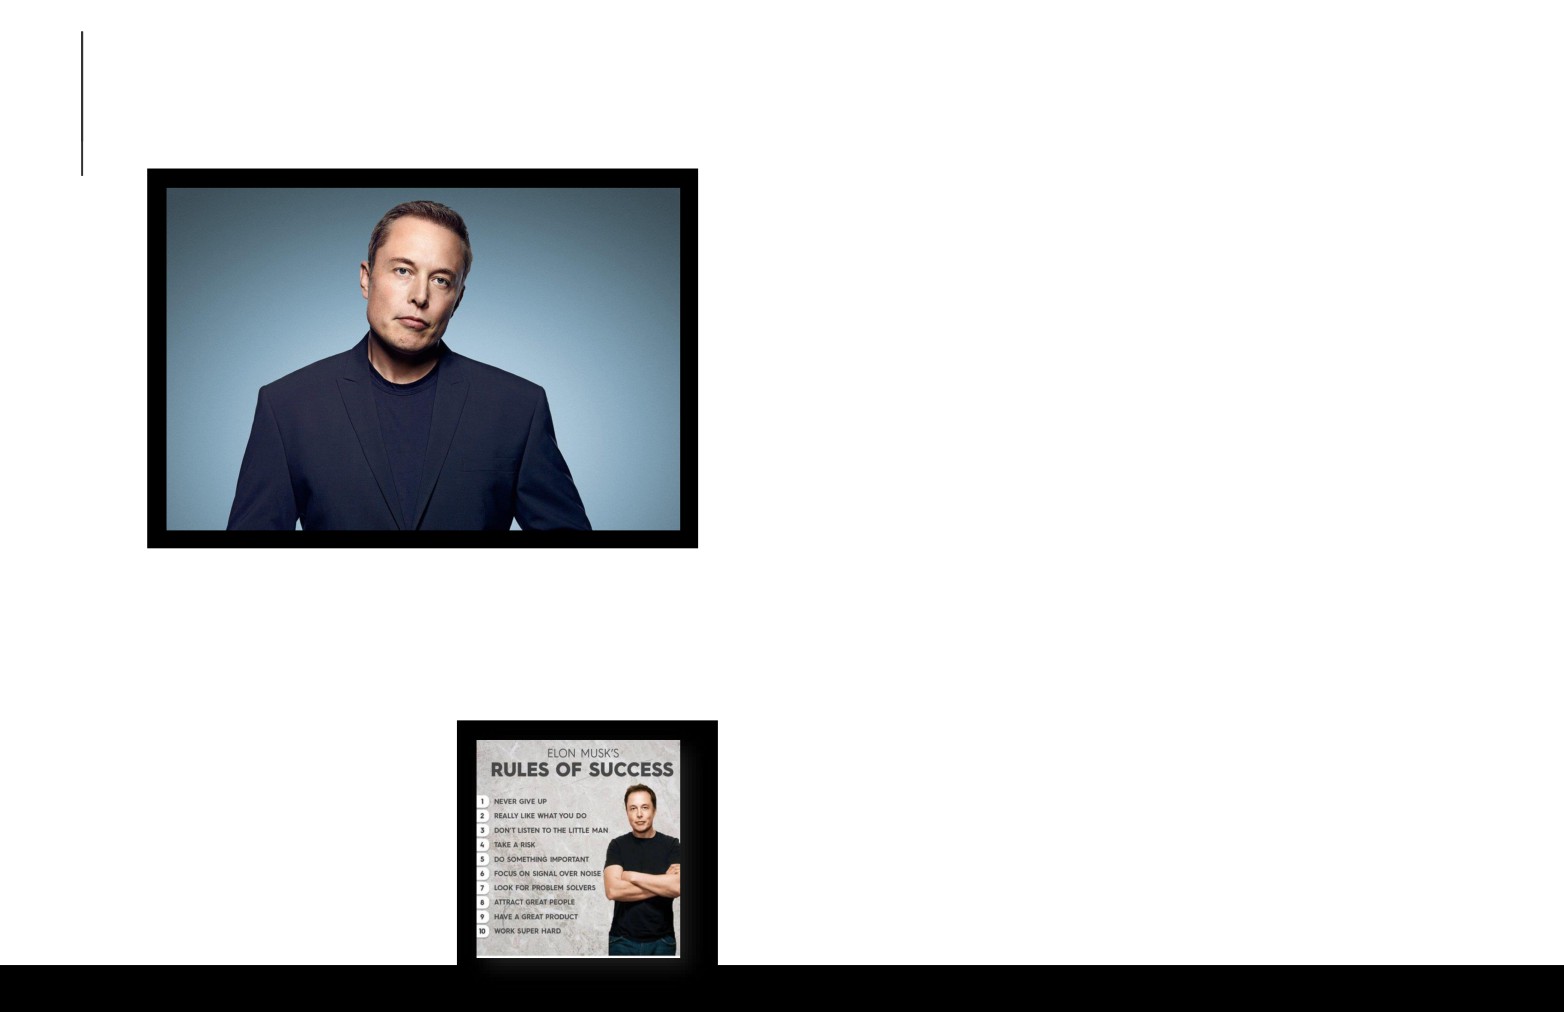 ELON MUSK'S
RULES OF SUCCESS
1 NEVER GIVE UP
2 REALLY LIKE WHAT YOU DO
3 DON'T LISTEN TO THE LITTLE MAN
4 TAKE A RISK
5 DO SOMETHING IMPORTANT
6 FOCUS ON SIGNAL OVER NOISE
7 LOOK FOR PROBLEM SOLVERS
8 ATTRACT GREAT PEOPLE
9 HAVE A GREAT PRODUCT
10 WORK SUPER HARD